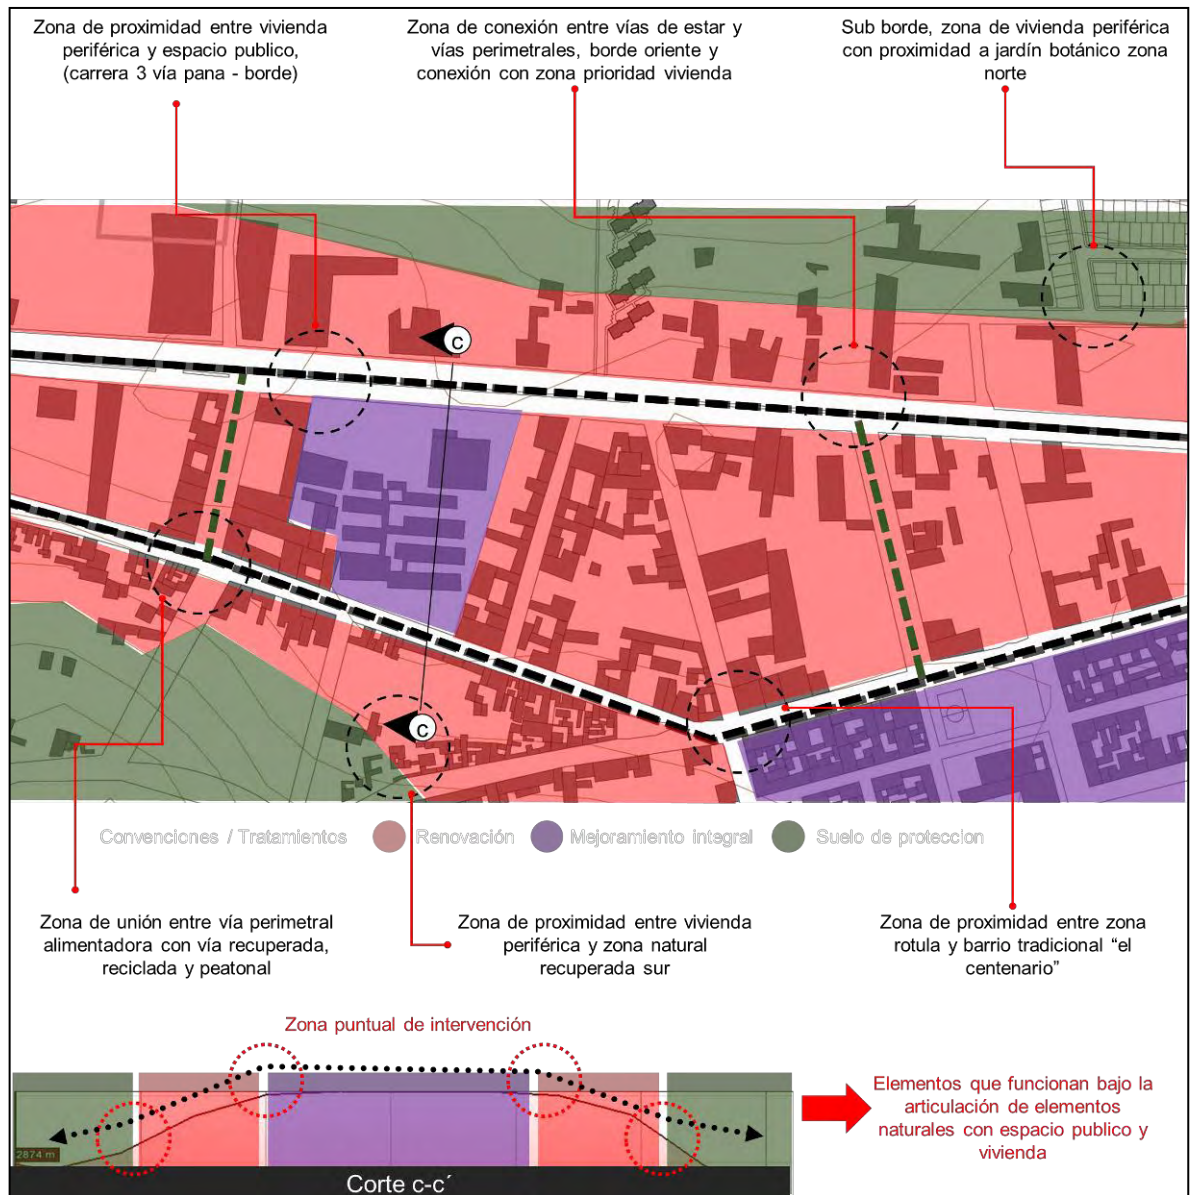 Zona de proximidad entre vivienda
periférica y espacio publico,
(carrera 3 vía pana - borde)
Zona de conexión entre vías de estar y
vías perimetrales, borde oriente y
conexión con zona prioridad vivienda
Sub borde, zona de vivienda periférica
con proximidad a jardín botánico zona
norte
C
C
Convenciones / Tratamientos
Renovación
Mejoramiento integral
Suelo de proteccion
Zona de unión entre vía perimetral
alimentadora con vía recuperada,
reciclada y peatonal
Zona de proximidad entre vivienda
periférica y zona natural
recuperada sur
Zona de proximidad entre zona
rotula y barrio tradicional “el
centenario”
Zona puntual de intervención
2874 m
Corte c-c´
Elementos que funcionan bajo la
articulación de elementos
naturales con espacio publico y
vivienda